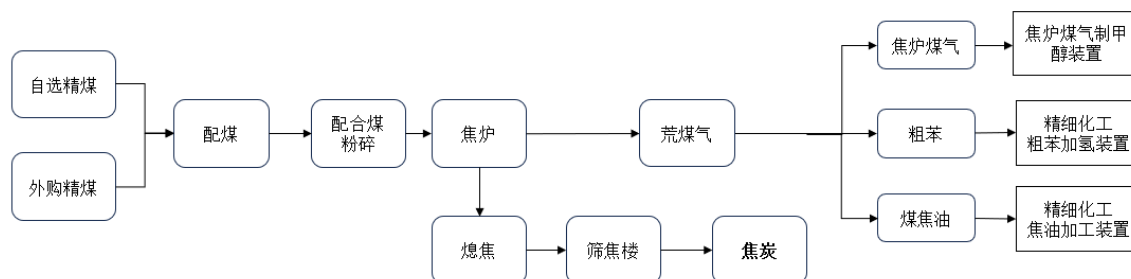 自选精煤
外购精煤
配煤
配合煤
粉碎
焦炉
荒煤气
焦炉煤气
焦炉煤气制甲
醇装置
粗苯
精细化工
粗苯加氢装置
煤焦油
精细化工
焦油加工装置
熄焦
筛焦楼
焦炭